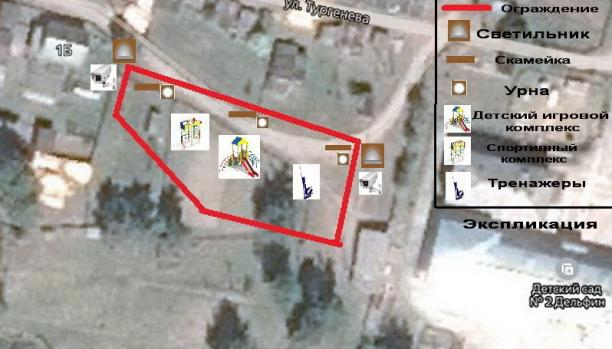 ул. Тургенева
1Б
Ограждение
Светильник
Скамейка
Урна
Детский игровой
комплекс
Спортивный
комплекс
Тренажеры
Экспликация
Детский сад
№ 2 Дельфин